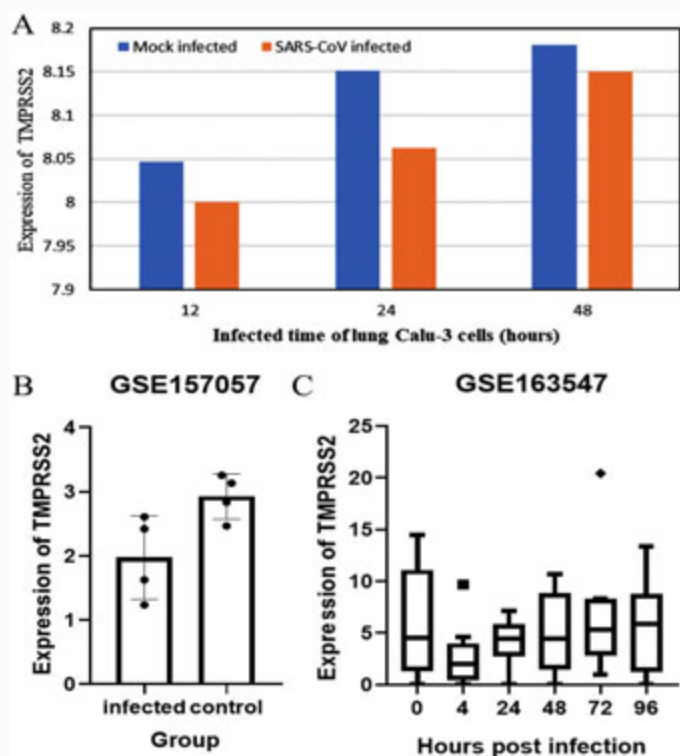 A
8.2
Mock infected SARS-CoV infected
8.15
8.1
8.05
8
7.95
7.9
Expression of TMPRSS2
12 24 48
Infected time of lung Calu-3 cells (hours)
B GSE157057
Expression of TMPRSS2
4
3
2
1
0
infected control
Group
C GSE163547
Expression of TMPRSS2
25
20
15
10
5
0
0 4 24 48 72 96
Hours post infection